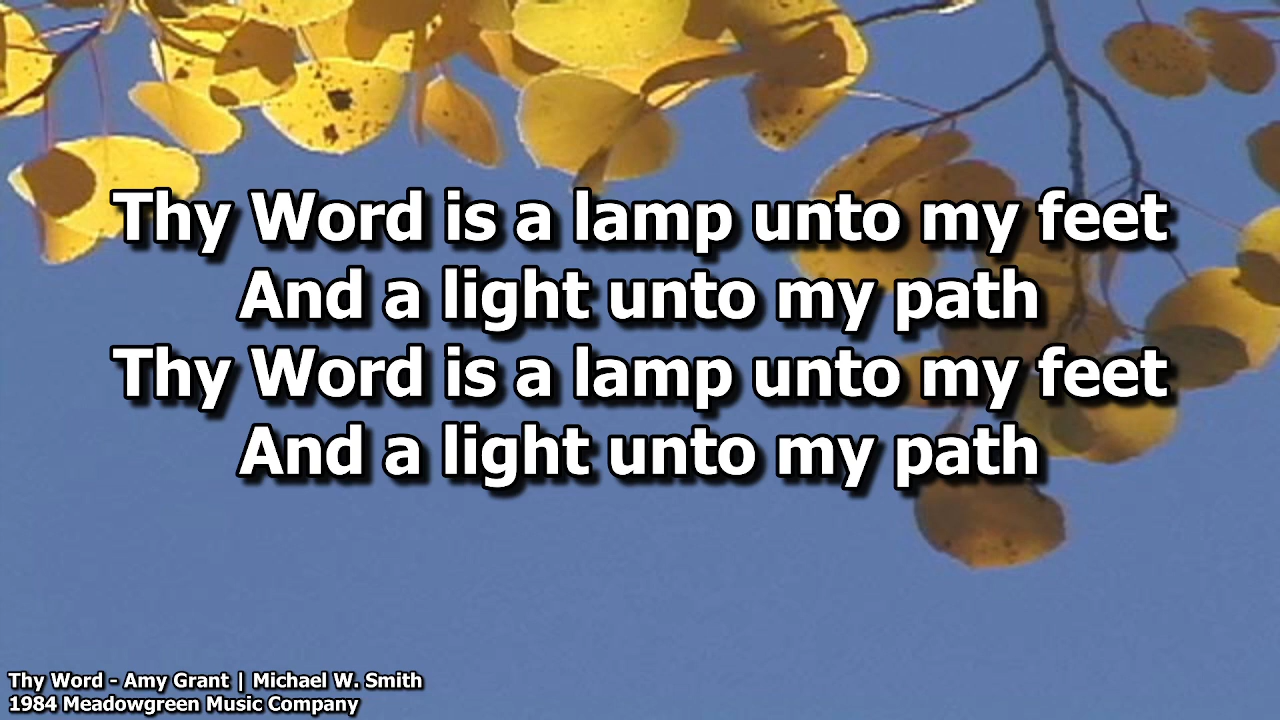 Thy Word is a lamp unto my feet
And a light unto my path
Thy Word is a lamp unto my feet
And a light unto my path
Thy Word - Amy Grant | Michael W. Smith
1984 Meadowgreen Music Company